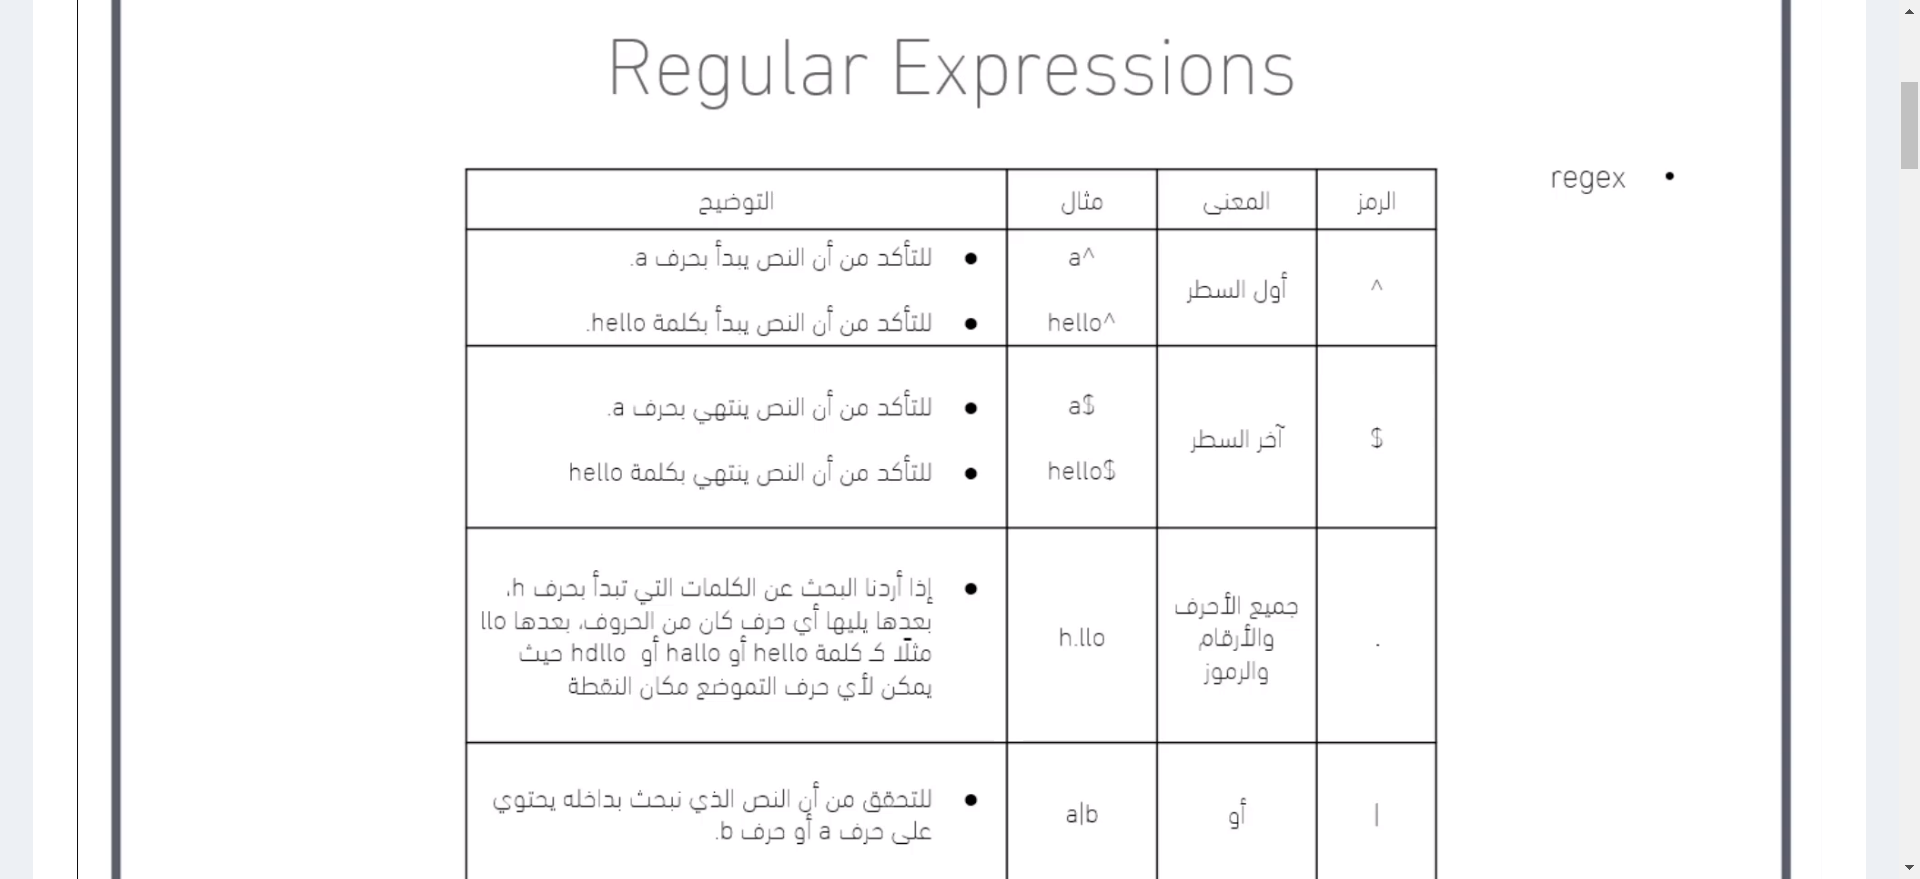 Regular Expressions
• regex
الرمز المعنى مثال التوضيح
^ أول السطر
a^
• للتأكد من أن النص يبدأ بحرف a.
hello^
• للتأكد من أن النص يبدأ بكلمة hello.
$ آخر السطر
a$
• للتأكد من أن النص ينتهي بحرف a.
hello$
• للتأكد من أن النص ينتهي بكلمة hello
.
جميع الأحرف
والأرقام
والرموز
h.llo
• إذا أردنا البحث عن الكلمات التي تبدأ بحرف h،
بعدها يليها أي حرف كان من الحروف، بعدها llo
مثلًا كـ كلمة hello أو hallo أو hdllo حيث
يمكن لأي حرف التموضع مكان النقطة
| أو a|b
• للتحقق من أن النص الذي نبحث بداخله يحتوي
على حرف a أو حرف b.